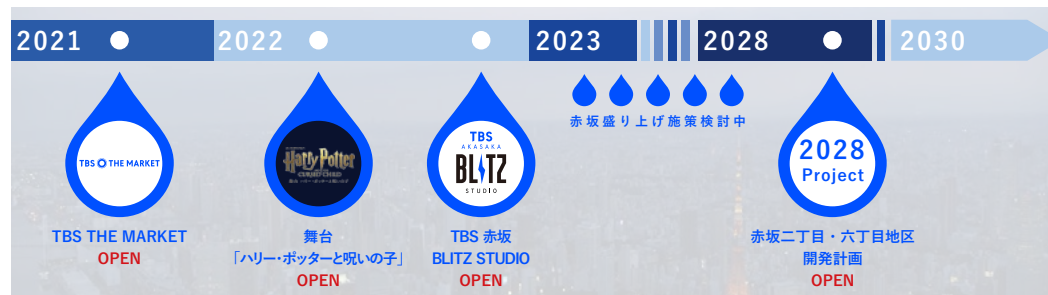 2021
2022
2023
2028
2030
赤坂盛り上げ施策検討中
TBS THE MARKET
TBS THE MARKET
OPEN
Harry Potter
AND THE
CURSED CHILD
舞台
「ハリー・ポッターと呪いの子」
OPEN
TBS
AKASAKA
BLITZ
STUDIO
TBS 赤坂
BLITZ STUDIO
OPEN
2028
Project
赤坂二丁目・六丁目地区
開発計画
OPEN